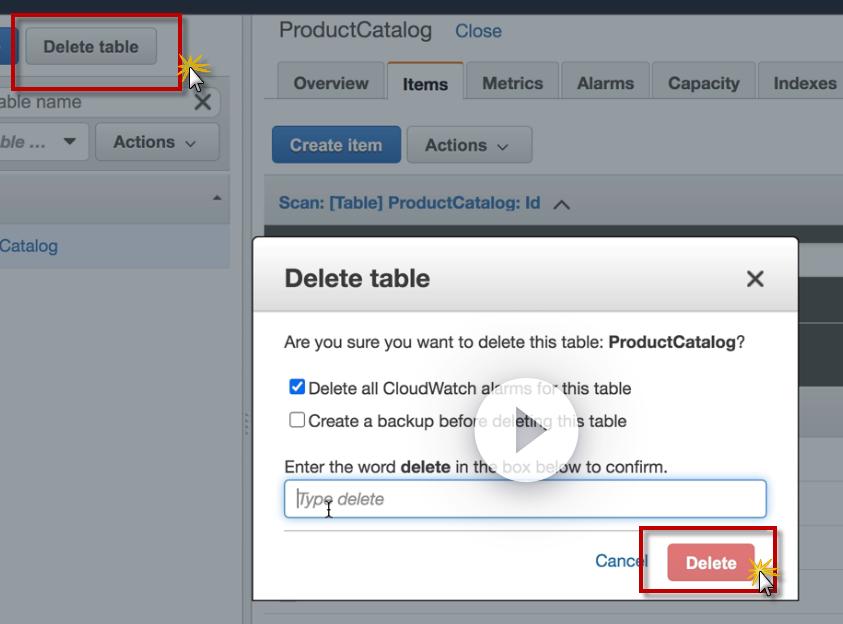 ProductCatalog Close
Delete table
Overview Items Metrics Alarms Capacity Indexes
able name
ble ... Actions
Create item Actions
Scan: [Table] ProductCatalog: Id
Catalog
Delete table
Are you sure you want to delete this table: ProductCatalog?
Delete all CloudWatch alarms for this table
Create a backup before deleting this table
Enter the word delete in the box below to confirm.
Type delete
Cancel Delete